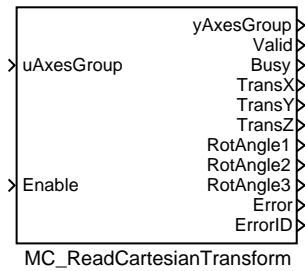 yAxesGroup
Valid
uAxesGroup
Busy
TransX
TransY
TransZ
RotAngle1
RotAngle2
Enable
RotAngle3
Error
ErrorID
MC_ReadCartesianTransform